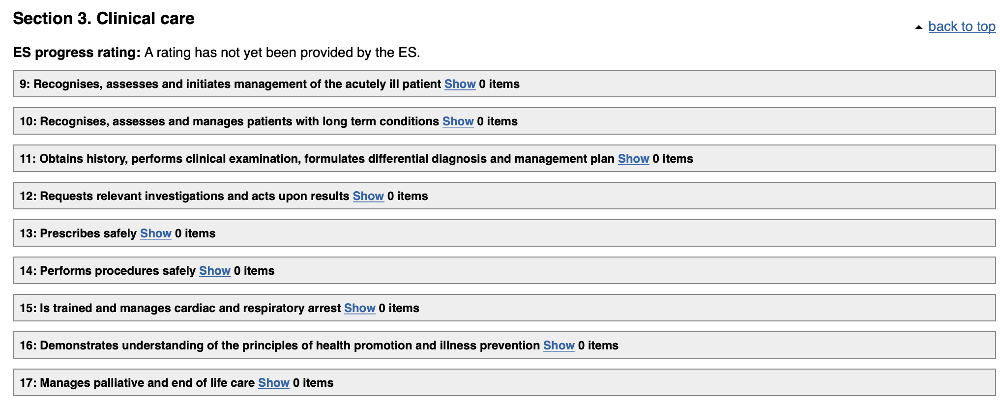 Section 3. Clinical care
back to top
ES progress rating: A rating has not yet been provided by the ES.
9: Recognises, assesses and initiates management of the acutely ill patient Show 0 items
10: Recognises, assesses and manages patients with long term conditions Show 0 items
11: Obtains history, performs clinical examination, formulates differential diagnosis and management plan Show 0 items
12: Requests relevant investigations and acts upon results Show 0 items
13: Prescribes safely Show 0 items
14: Performs procedures safely Show 0 items
15: Is trained and manages cardiac and respiratory arrest Show 0 items
16: Demonstrates understanding of the principles of health promotion and illness prevention Show 0 items
17: Manages palliative and end of life care Show 0 items